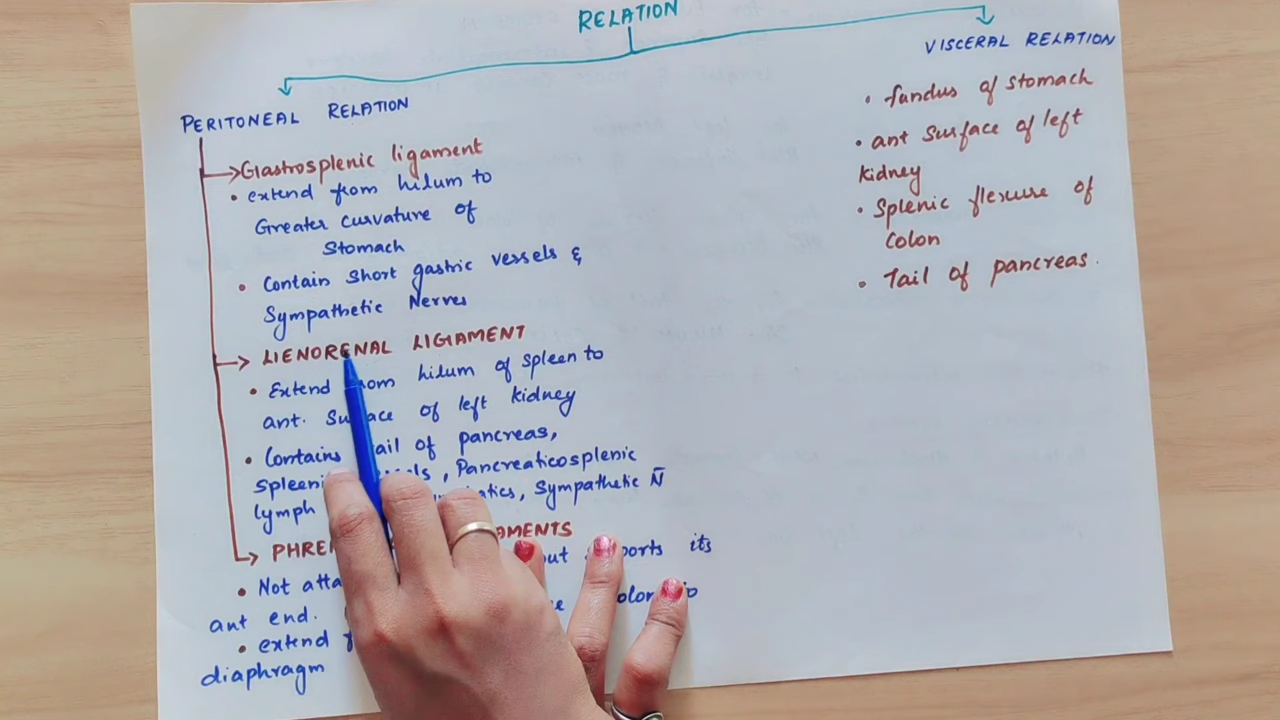 RELATION
PERITONEAL RELATION
Glastrosplenic ligament
• extend from hilum to
Greater curvature of
Stomach
• Contain Short gastric vessels &
Sympathetic Nerves
LIENORENAL LIGIAMENT
• Extend hilum of Spleen to
ant. left kidney
of
• Contains of pancreas,
, Pancreaticosplenic
lymph , Sympathetic N̄
• Not its
ant end.
• extend
diaphragm
VISCERAL RELATION
• fundus of stomach
• ant Surface of left
kidney
• Splenic flexure of
Colon
• Tail of pancreas.